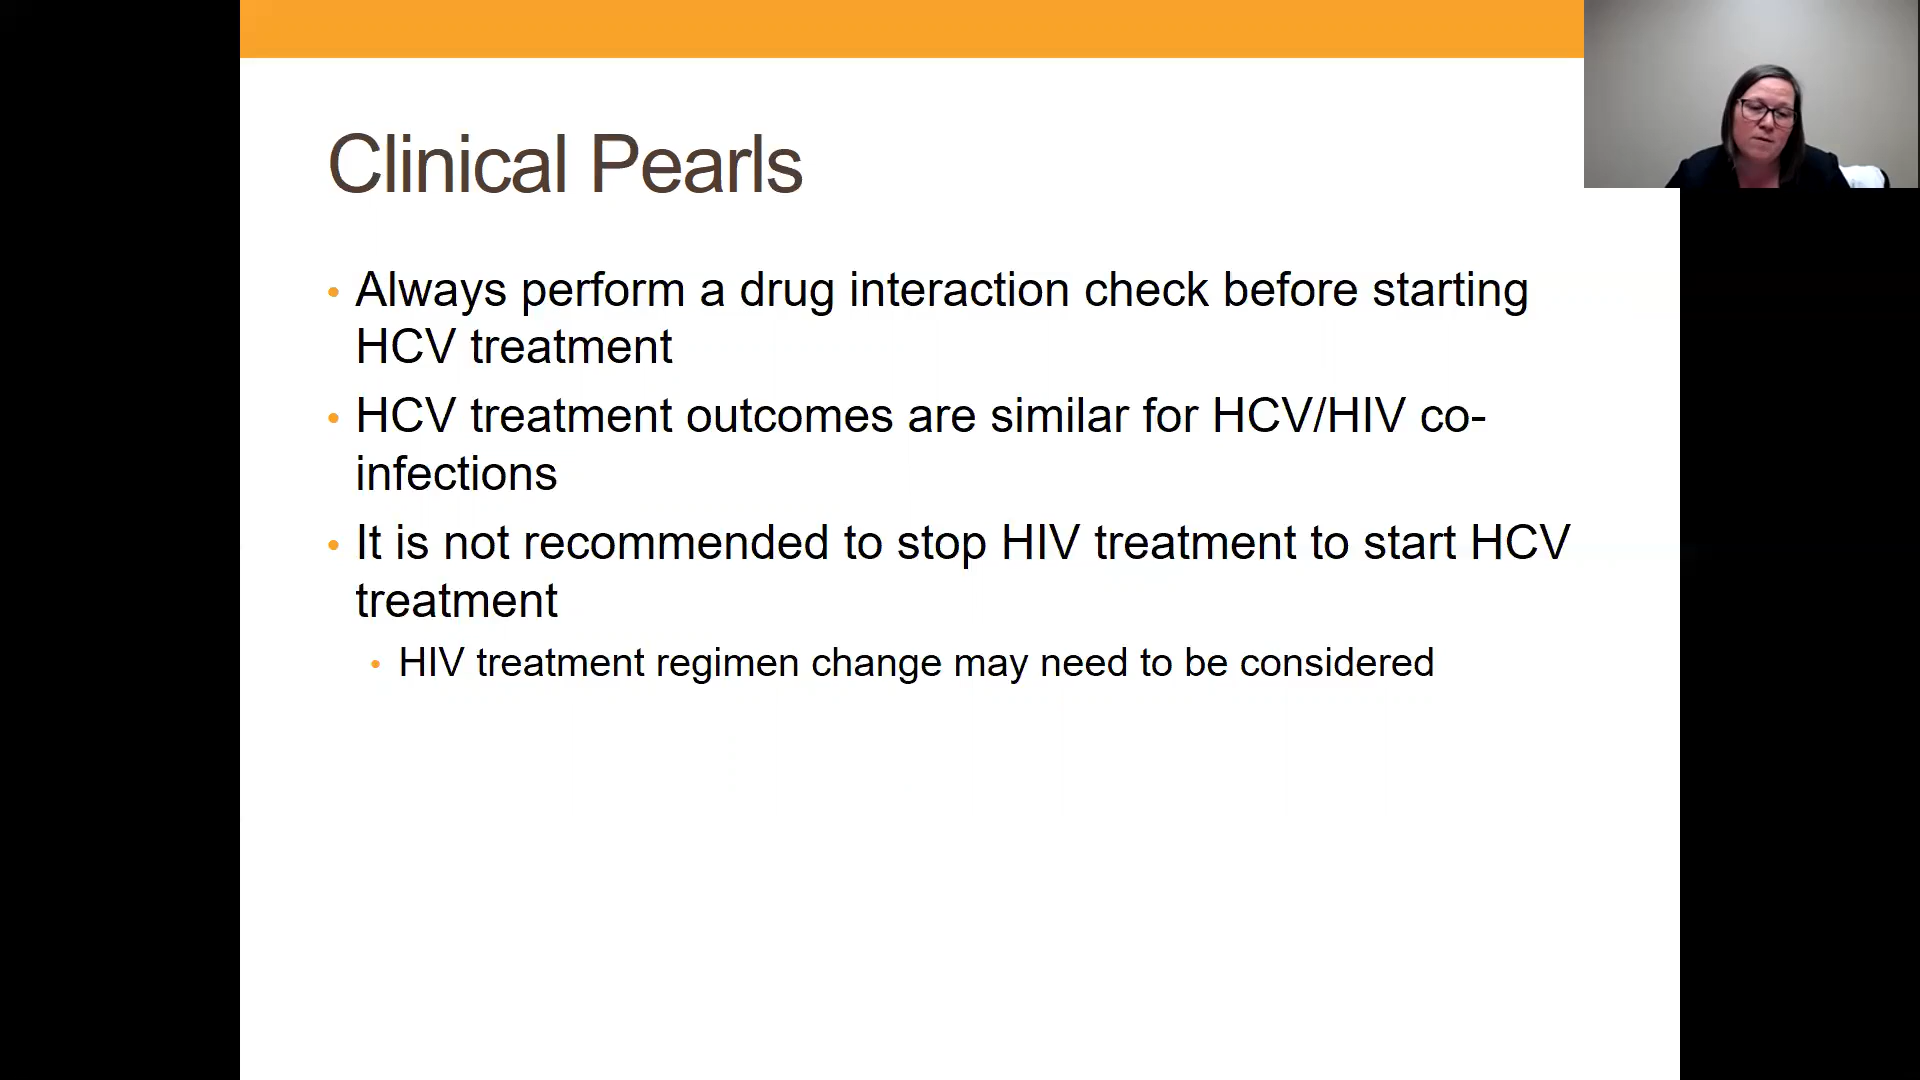 Clinical Pearls
• Always perform a drug interaction check before starting
HCV treatment
• HCV treatment outcomes are similar for HCV/HIV co-
infections
• It is not recommended to stop HIV treatment to start HCV
treatment
• HIV treatment regimen change may need to be considered